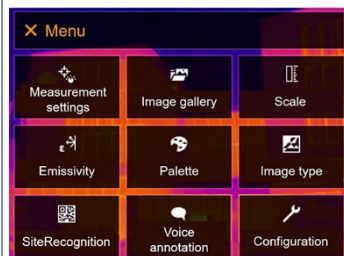 Menu
Measurement
settings
Image gallery
Scale
ε
Emissivity
Palette
Image type
SiteRecognition
Voice
annotation
Configuration